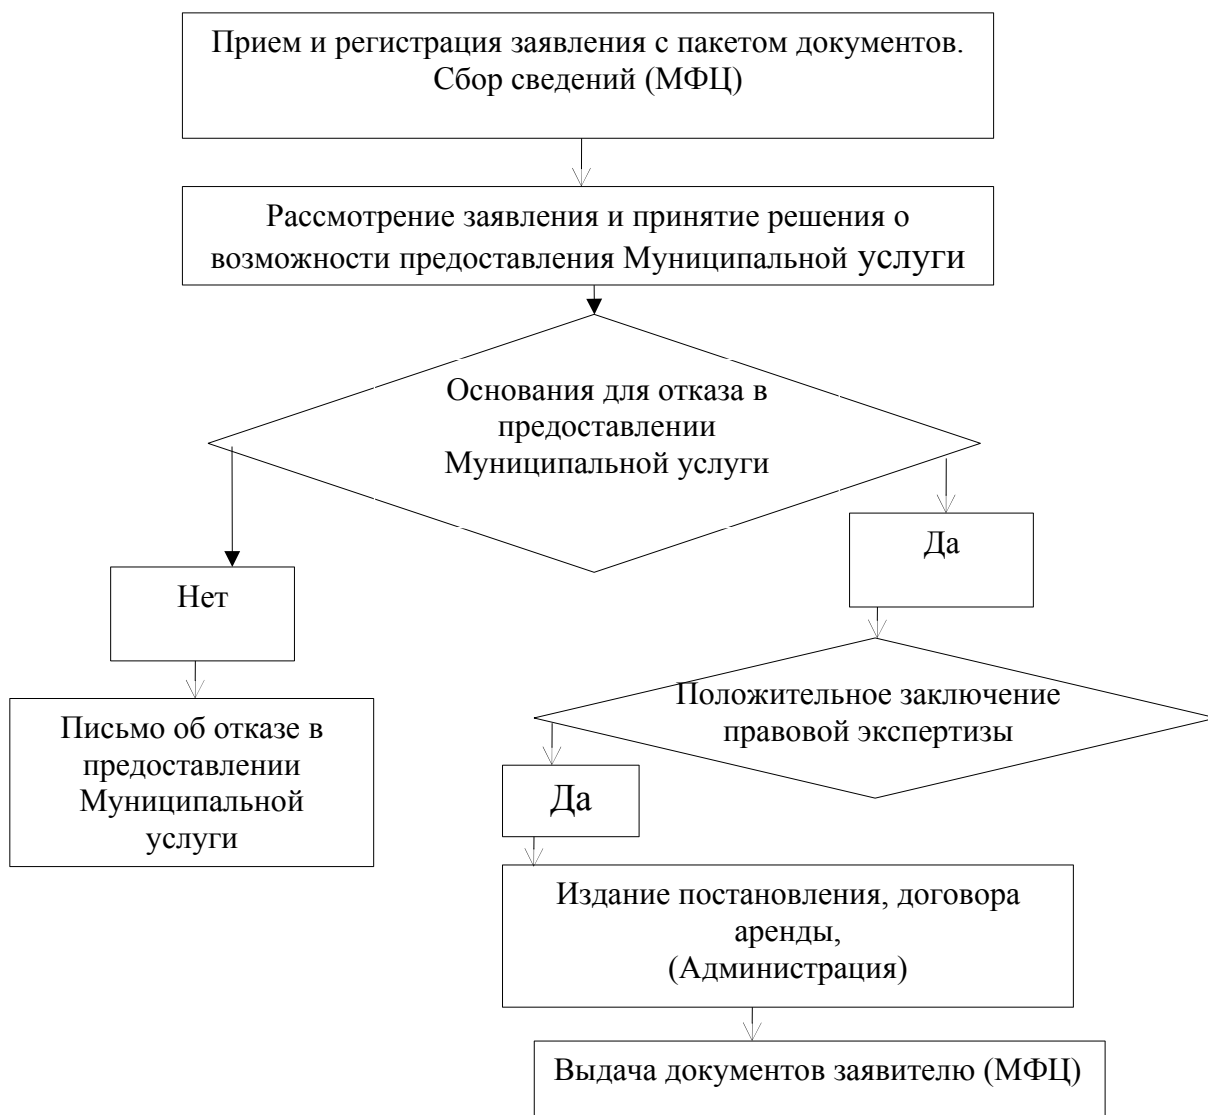 Прием и регистрация заявления с пакетом документов.
Сбор сведений (МФЦ)
Рассмотрение заявления и принятие решения о
возможности предоставления Муниципальной услуги
Основания для отказа в
предоставлении
Муниципальной услуги
Да
Нет
Положительное заключение
правовой экспертизы
Письмо об отказе в
предоставлении
Муниципальной
услуги
Да
Издание постановления, договора
аренды,
(Администрация)
Выдача документов заявителю (МФЦ)